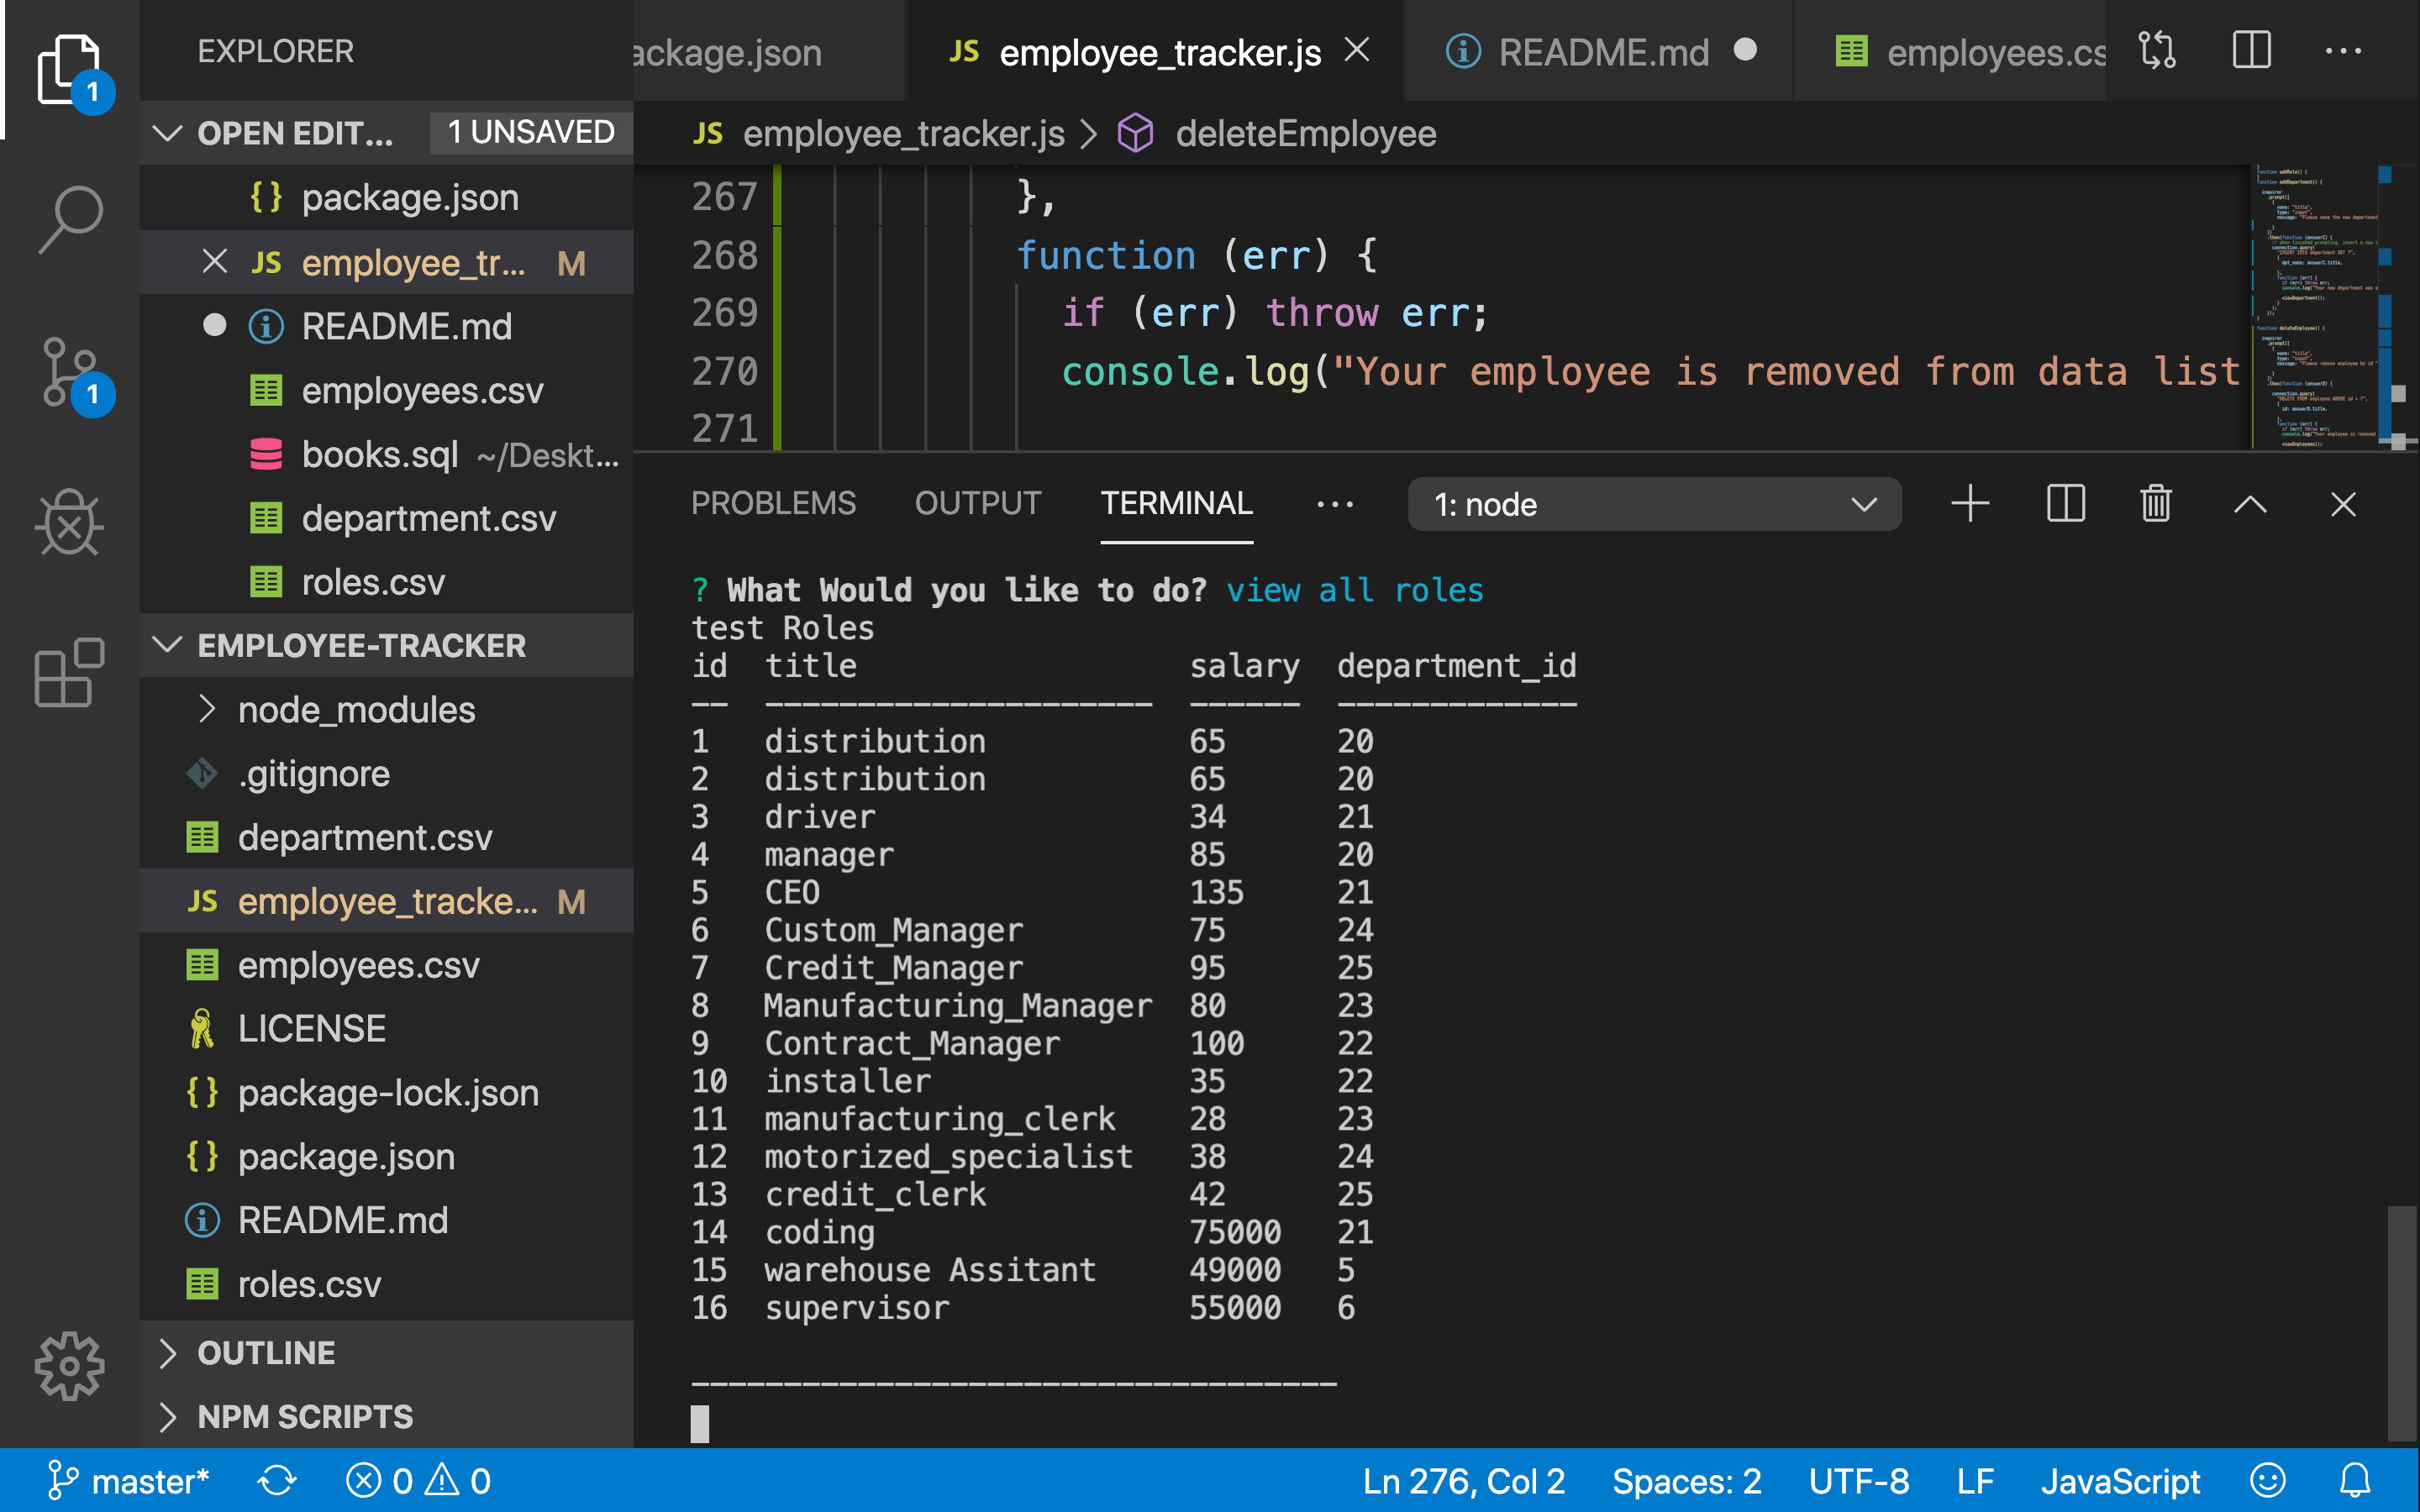 1
1
EXPLORER
OPEN EDIT... 1 UNSAVED
{} package.json
JS employee_tr... M
README.md
employees.csv
books.sql ~/Deskt...
department.csv
roles.csv
EMPLOYEE-TRACKER
node_modules
.gitignore
department.csv
JS employee_tracke... M
employees.csv
LICENSE
{} package-lock.json
{} package.json
README.md
roles.csv
OUTLINE
NPM SCRIPTS
ackage.json JS employee_tracker.js README.md employees.cs
JS employee_tracker.js > deleteEmployee
267 },
268 function (err) {
269 if (err) throw err;
270 console.log("Your employee is removed from data list
271
PROBLEMS OUTPUT TERMINAL ... 1: node
? What Would you like to do? view all roles
test Roles
id title salary department_id
-- --------------------- ------ -------------
1 distribution 65 20
2 distribution 65 20
3 driver 34 21
4 manager 85 20
5 CEO 135 21
6 Custom_Manager 75 24
7 Credit_Manager 95 25
8 Manufacturing_Manager 80 23
9 Contract_Manager 100 22
10 installer 35 22
11 manufacturing_clerk 28 23
12 motorized_specialist 38 24
13 credit_clerk 42 25
14 coding 75000 21
15 warehouse Assitant 49000 5
16 supervisor 55000 6
-----------------------------------
master* 0 0 Ln 276, Col 2 Spaces: 2 UTF-8 LF JavaScript